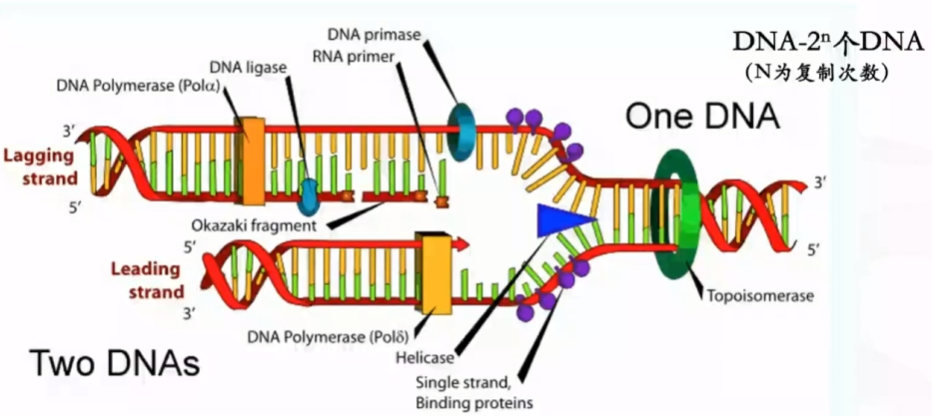 DNA primase
RNA primer
DNA ligase
DNA Polymerase (Polα)
DNA-2ⁿ个DNA
(N为复制次数)
One DNA
3’
Lagging
strand
5’
Okazaki fragment
5’
Leading
strand
3’
3’
5’
Topoisomerase
DNA Polymerase (Polδ)
Helicase
Two DNAs
Single strand,
Binding proteins